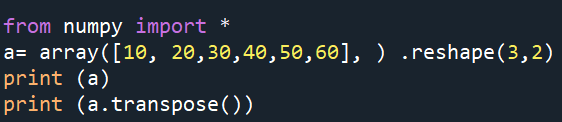 from numpy import *
a= array([10, 20,30,40,50,60], ) .reshape(3,2)
print (a)
print (a.transpose())